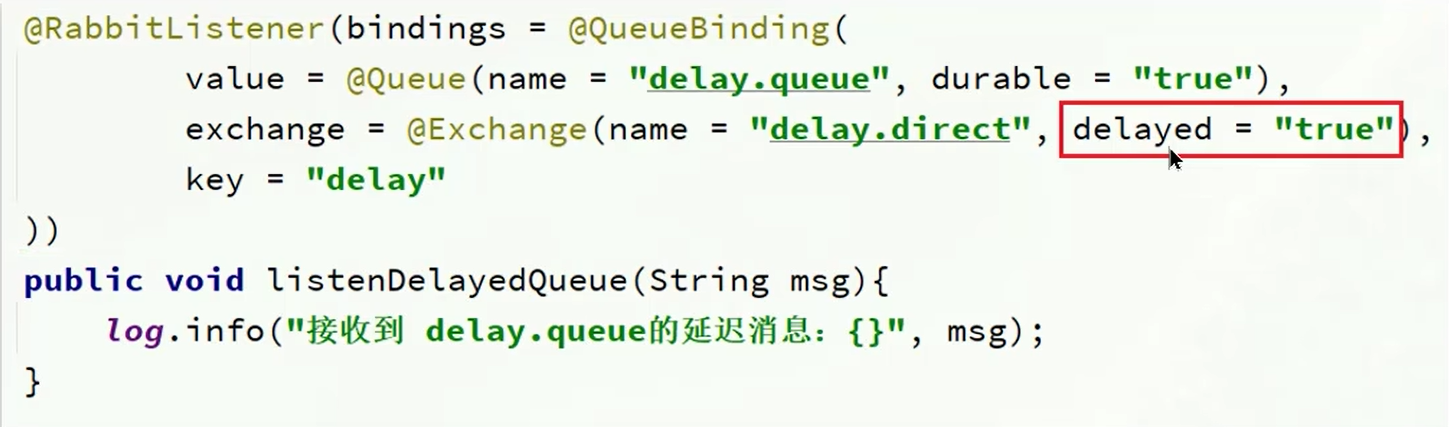 @RabbitListener(bindings = @QueueBinding(
value = @Queue(name = "delay.queue", durable = "true"),
exchange = @Exchange(name = "delay.direct", delayed = "true"),
key = "delay"
))
public void listenDelayedQueue(String msg){
log.info("接收到 delay.queue的延迟消息：{}", msg);
}